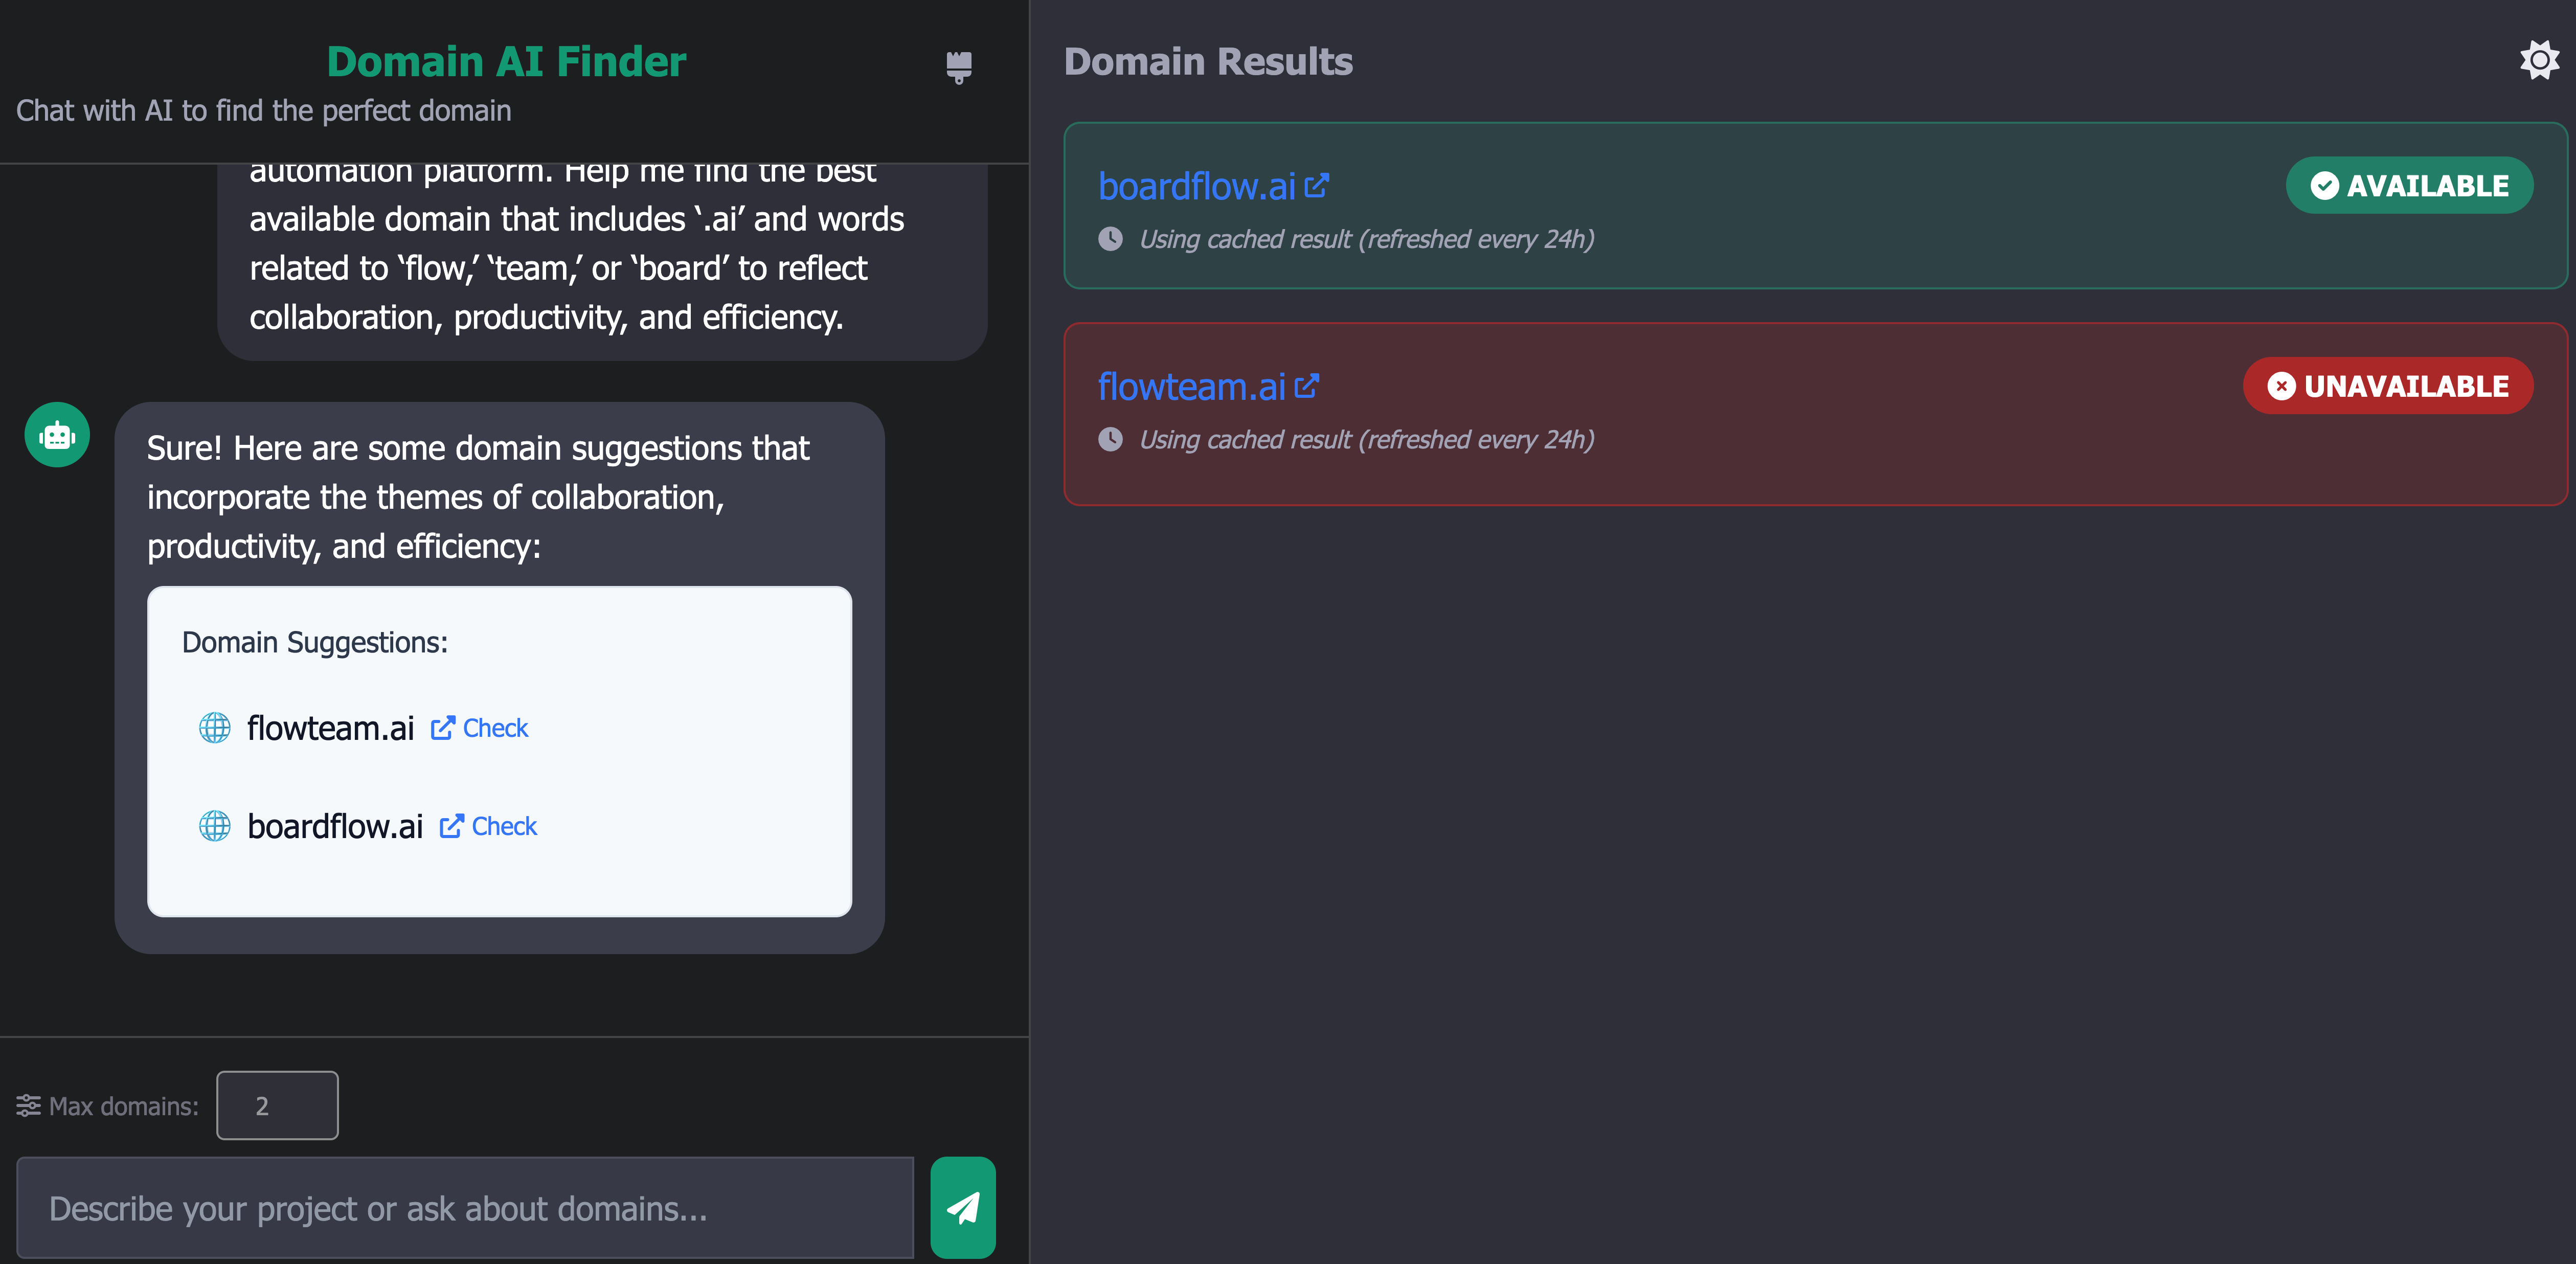 Domain AI Finder
Chat with AI to find the perfect domain
automation platform. Help me find the best
available domain that includes ‘.ai’ and words
related to ‘flow,’ ‘team,’ or ‘board’ to reflect
collaboration, productivity, and efficiency.
Sure! Here are some domain suggestions that
incorporate the themes of collaboration,
productivity, and efficiency:
Domain Suggestions:
flowteam.ai Check
boardflow.ai Check
Max domains: 2
Describe your project or ask about domains...
Domain Results
boardflow.ai AVAILABLE
Using cached result (refreshed every 24h)
flowteam.ai UNAVAILABLE
Using cached result (refreshed every 24h)